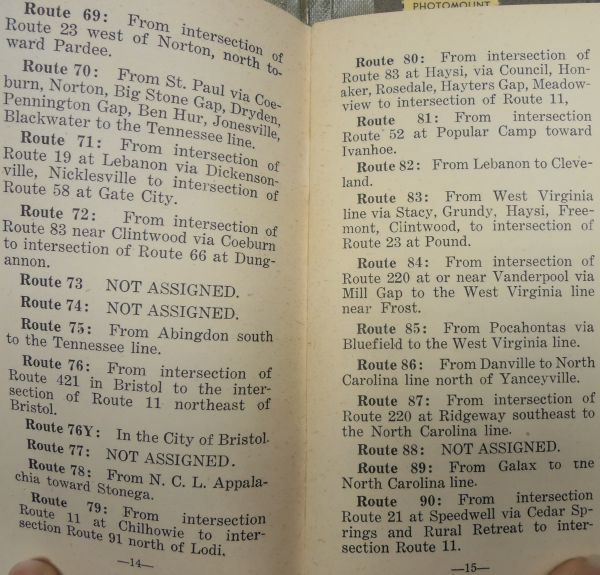 PHOTOMOUNT
Route 69: From intersection of
Route 23 west of Norton, north to-
ward Pardee.
Route 70: From St. Paul via Coe-
burn, Norton, Big Stone Gap, Dryden,
Pennington Gap, Ben Hur, Jonesville,
Blackwater to the Tennessee line.
Route 71: From intersection of
Route 19 at Lebanon via Dickenson-
ville, Nicklesville to intersection of
Route 58 at Gate City.
Route 72: From intersection of
Route 83 near Clintwood via Coeburn
to intersection of Route 66 at Dung-
annon.
Route 73 NOT ASSIGNED.
Route 74: NOT ASSIGNED.
Route 75: From Abingdon south
to the Tennessee line.
Route 76: From intersection of
Route 421 in Bristol to the inter-
section of Route 11 northeast of
Bristol.
Route 76Y: In the City of Bristol.
Route 77: NOT ASSIGNED.
Route 78: From N. C. L. Appala-
chia toward Stonega.
Route 79: From intersection
Route 11 at Chilhowie to inter-
section Route 91 north of Lodi.
—14—
Route 80: From intersection of
Route 83 at Haysi, via Council, Hon-
aker, Rosedale, Hayters Gap, Meadow-
view to intersection of Route 11,
Route 81: From intersection
Route 52 at Popular Camp toward
Ivanhoe.
Route 82: From Lebanon to Cleve-
land.
Route 83: From West Virginia
line via Stacy, Grundy, Haysi, Free-
mont, Clintwood, to intersection of
Route 23 at Pound.
Route 84: From intersection of
Route 220 at or near Vanderpool via
Mill Gap to the West Virginia line
near Frost.
Route 85: From Pocahontas via
Bluefield to the West Virginia line.
Route 86: From Danville to North
Carolina line north of Yanceyville.
Route 87: From intersection of
Route 220 at Ridgeway southeast to
the North Carolina line.
Route 88: NOT ASSIGNED.
Route 89: From Galax to the
North Carolina line.
Route 90: From intersection
Route 21 at Speedwell via Cedar Sp-
rings and Rural Retreat to inter-
section Route 11.
—15—